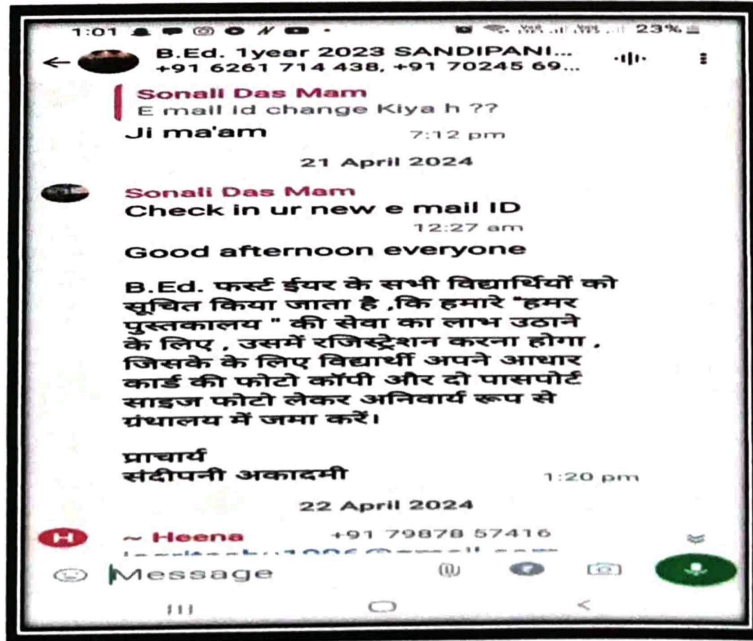 1:01 23%
B.Ed. 1year 2023 SANDIPANI...
+91 6261 714 438, +91 70245 69...
Sonali Das Mam
E mail id change Kiya h ??
Ji ma'am 7:12 pm
21 April 2024
Sonali Das Mam
Check in ur new e mail ID
12:27 am
Good afternoon everyone
B.Ed. फर्स्ट ईयर के सभी विद्यार्थियों को
सूचित किया जाता है ,कि हमारे "हमर
पुस्तकालय " की सेवा का लाभ उठाने
के लिए , उसमें रजिस्ट्रेशन करना होगा ,
जिसके के लिए विद्यार्थी अपने आधार
कार्ड की फोटो कॉपी और दो पासपोर्ट
साइज फोटो लेकर अनिवार्य रूप से
ग्रंथालय में जमा करें।
प्राचार्य
संदीपनी अकादमी 1:20 pm
22 April 2024
H ~ Heena +91 79878 57416
Message